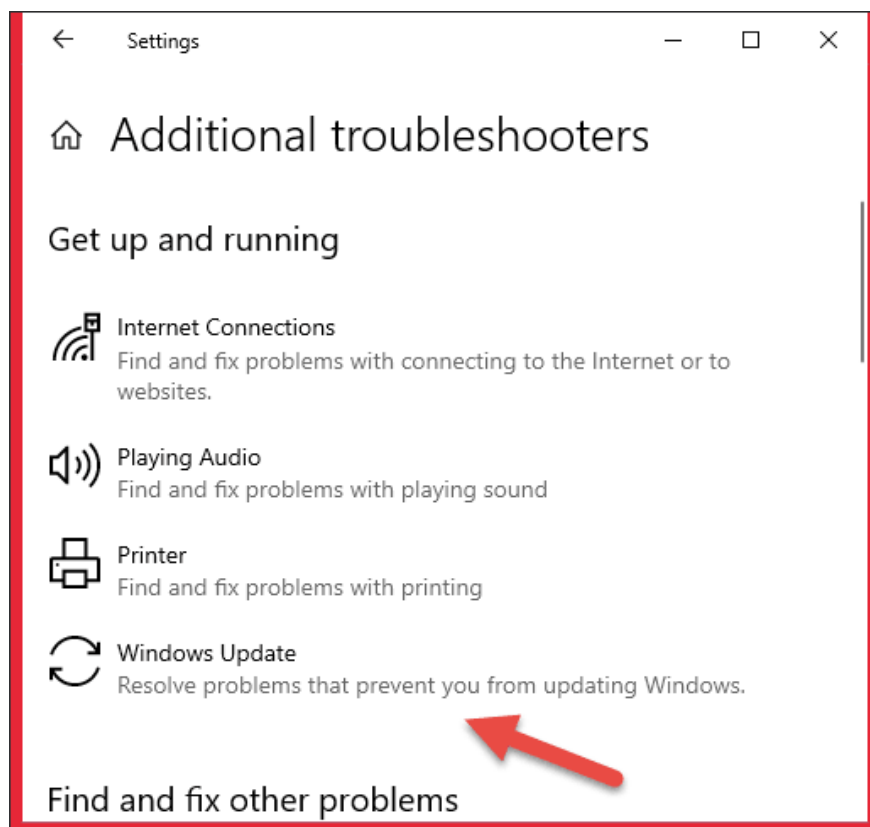 Settings
Additional troubleshooters
Get up and running
Internet Connections
Find and fix problems with connecting to the Internet or to
websites.
Playing Audio
Find and fix problems with playing sound
Printer
Find and fix problems with printing
Windows Update
Resolve problems that prevent you from updating Windows.
Find and fix other problems